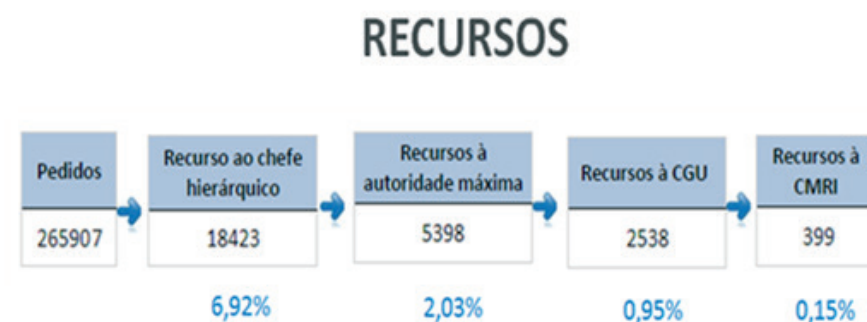 RECURSOS
Pedidos
265907
Recurso ao chefe
hierárquico
18423
6,92%
Recursos à
autoridade máxima
5398
2,03%
Recursos à CGU
2538
0,95%
Recursos à
CMRI
399
0,15%